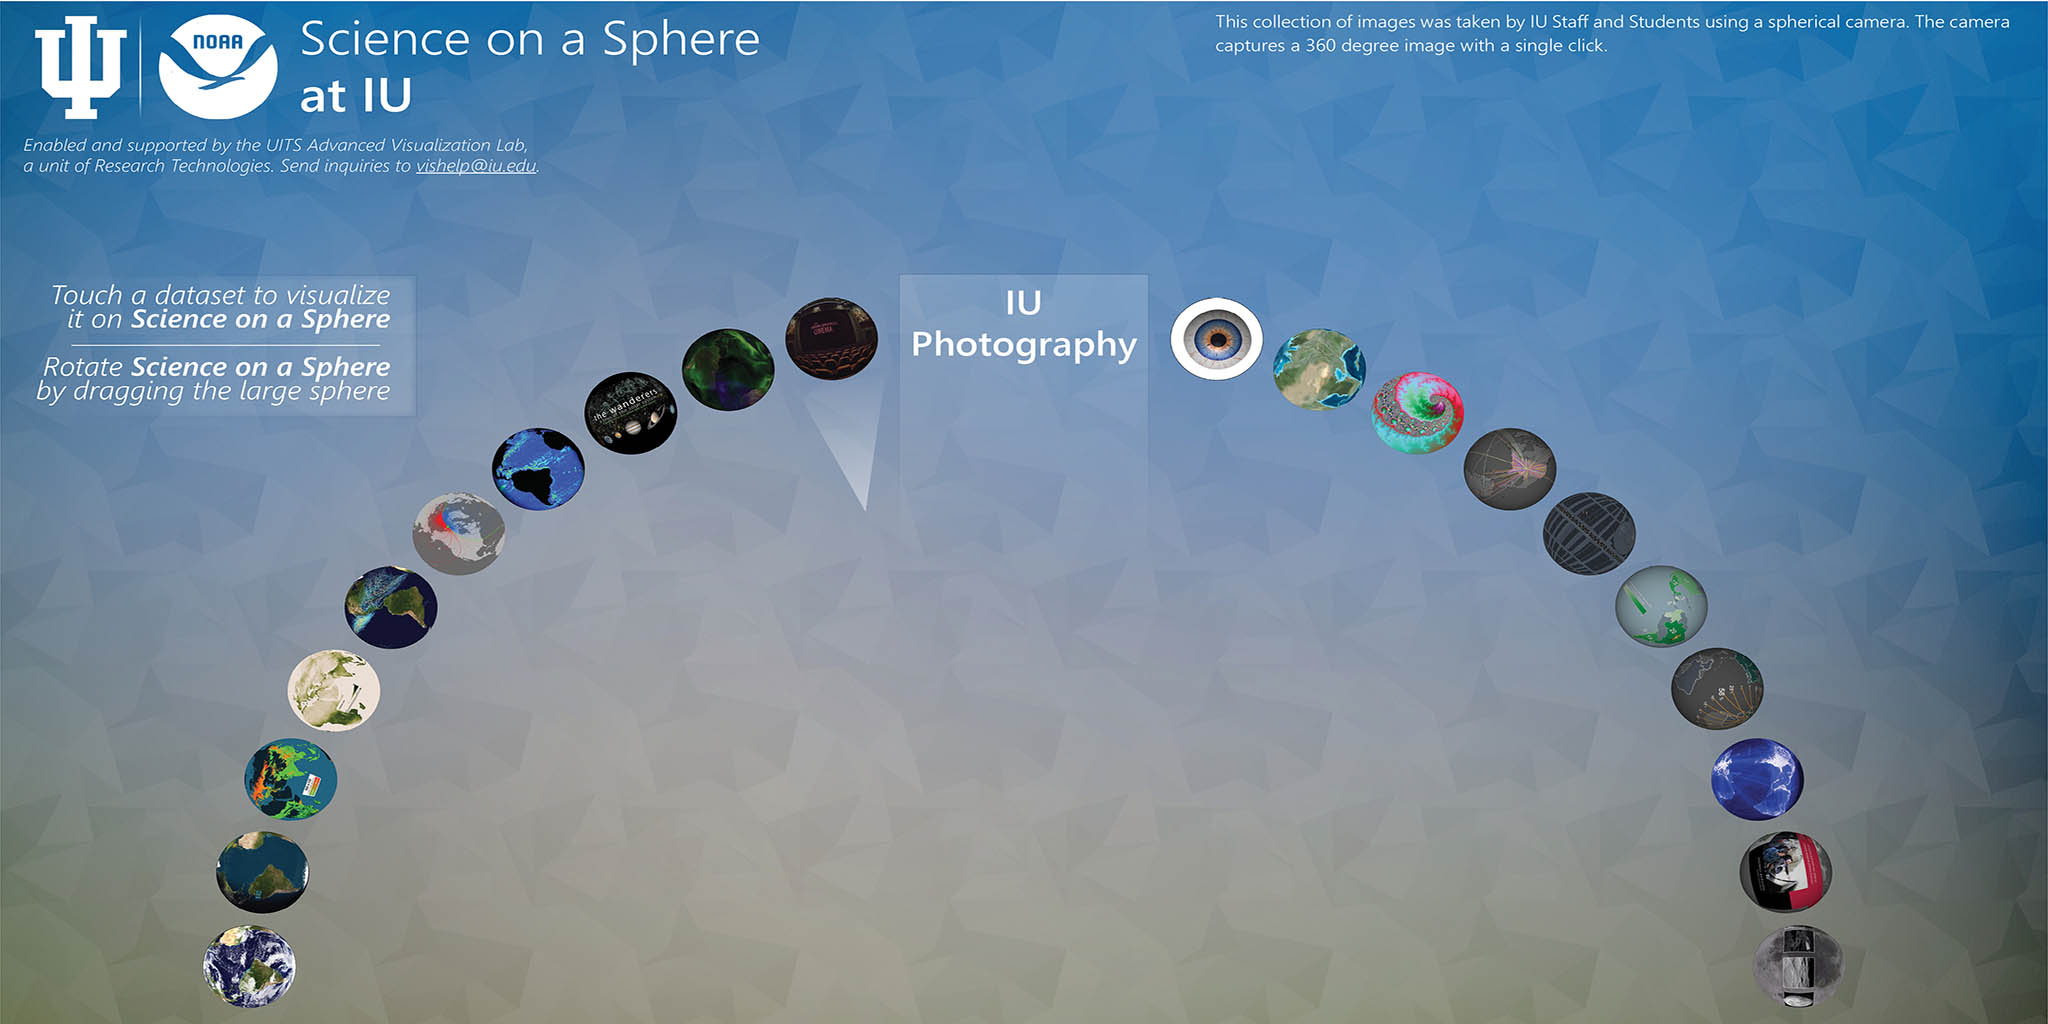 NOAA
Science on a Sphere
at IU
Enabled and supported by the UITS Advanced Visualization Lab,
a unit of Research Technologies. Send inquiries to vishelp@iu.edu.
This collection of images was taken by IU Staff and Students using a spherical camera. The camera
captures a 360 degree image with a single click.
Touch a dataset to visualize
it on Science on a Sphere
Rotate Science on a Sphere
by dragging the large sphere
IU
Photography
the wanderers
CINEMA